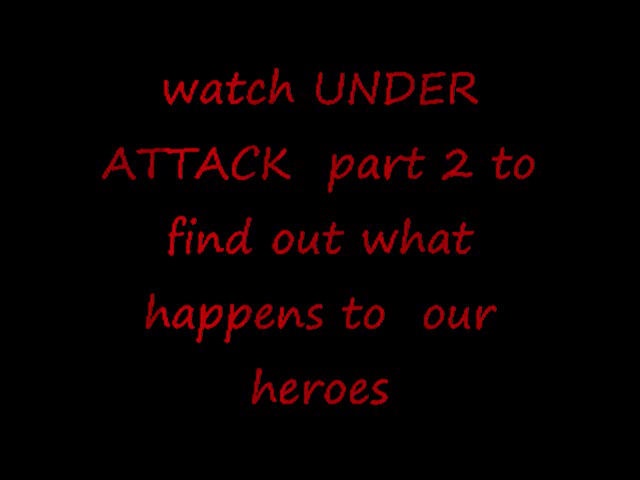 watch UNDER
ATTACK part 2 to
find out what
happens to our
heroes